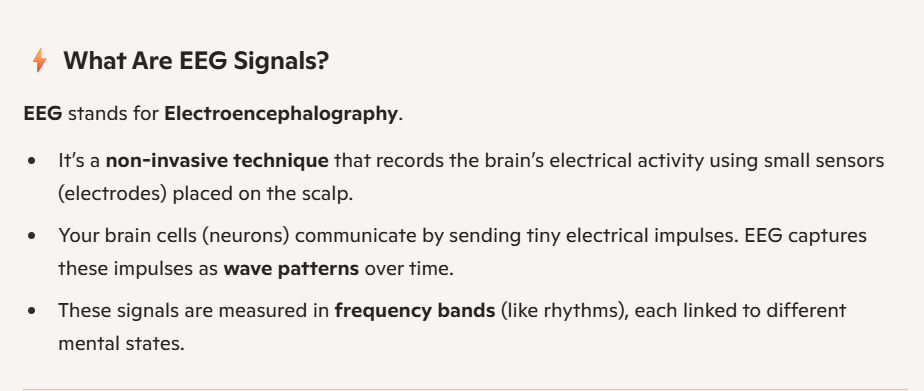 ⚡ What Are EEG Signals?
EEG stands for Electroencephalography.
• It’s a non-invasive technique that records the brain’s electrical activity using small sensors
(electrodes) placed on the scalp.
• Your brain cells (neurons) communicate by sending tiny electrical impulses. EEG captures
these impulses as wave patterns over time.
• These signals are measured in frequency bands (like rhythms), each linked to different
mental states.